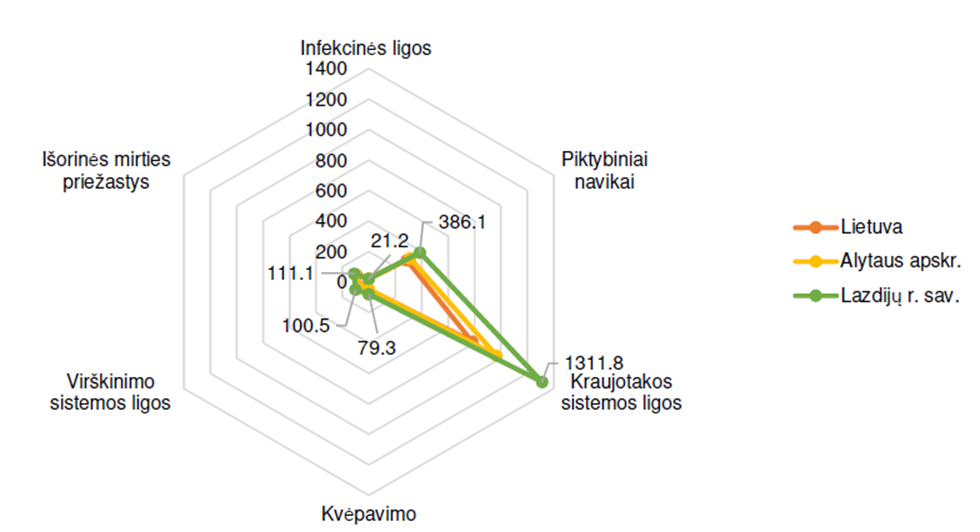 Infekcinės ligos
1400
1200
1000
800
600
400
200
0
Išorinės mirties
priežastys
Piktybiniai
navikai
386.1
21.2
111.1
100.5
79.3
1311.8
Virškinimo
sistemos ligos
Kraujotakos
sistemos ligos
Kvėpavimo
Lietuva
Alytaus apskr.
Lazdijų r. sav.